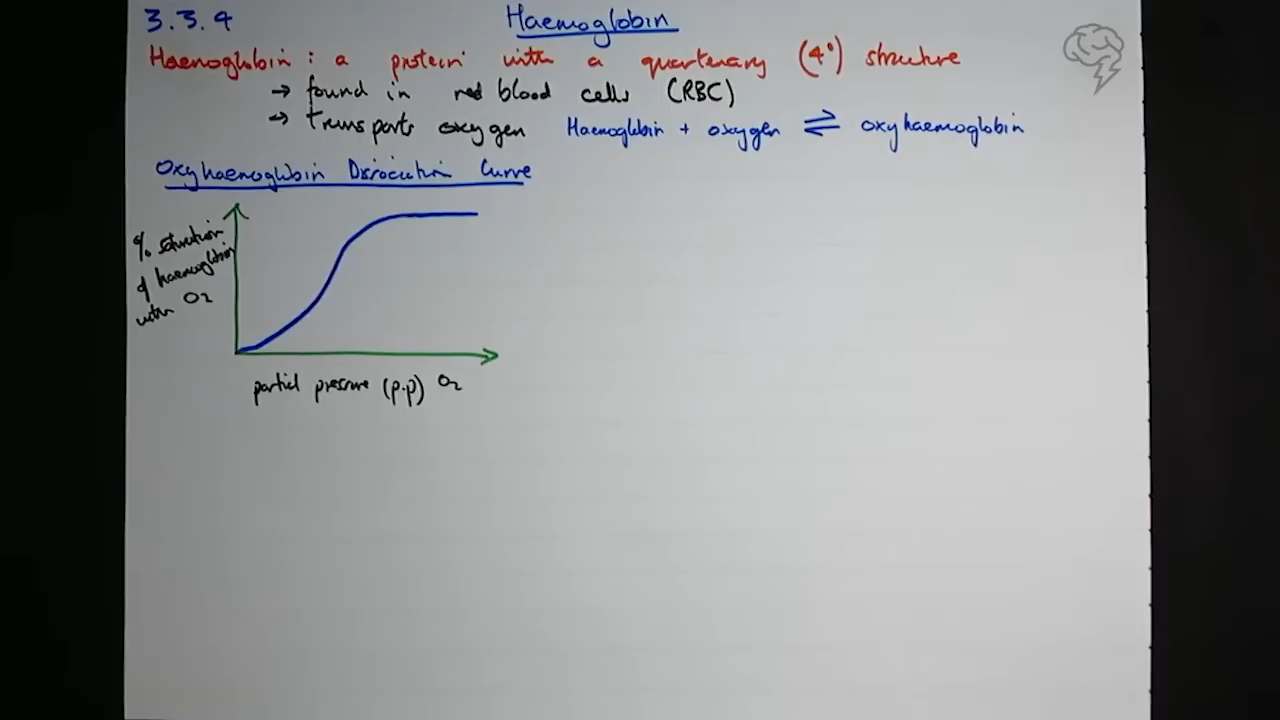 3.3.4 Haemoglobin
Haemoglobin : a protein with a quarternary (4°) structure
→ found in red blood cells (RBC)
→ transports oxygen Haemoglobin + oxygen ⇌ oxyhaemoglobin
Oxyhaemoglobin Dissociation Curve
% saturation
of haemoglobin
with O2
partial pressure (p.p) O2